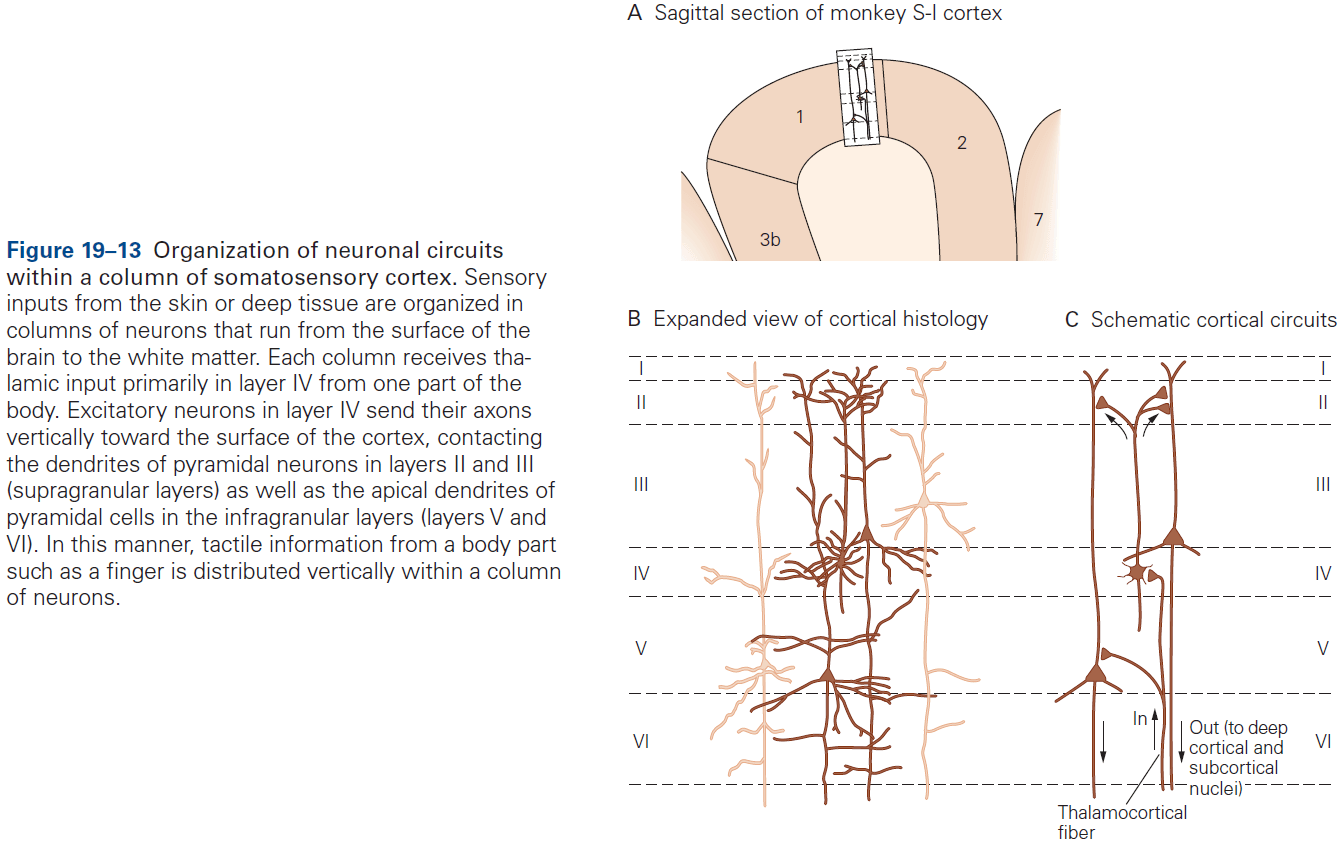 Figure 19–13 Organization of neuronal circuits
within a column of somatosensory cortex. Sensory
inputs from the skin or deep tissue are organized in
columns of neurons that run from the surface of the
brain to the white matter. Each column receives tha-
lamic input primarily in layer IV from one part of the
body. Excitatory neurons in layer IV send their axons
vertically toward the surface of the cortex, contacting
the dendrites of pyramidal neurons in layers II and III
(supragranular layers) as well as the apical dendrites of
pyramidal cells in the infragranular layers (layers V and
VI). In this manner, tactile information from a body part
such as a finger is distributed vertically within a column
of neurons.
A Sagittal section of monkey S-I cortex
1
2
3b
7
B Expanded view of cortical histology
I
II
III
IV
V
VI
C Schematic cortical circuits
I
II
III
IV
V
VI
In
Out (to deep
cortical and
subcortical
nuclei)
Thalamocortical
fiber